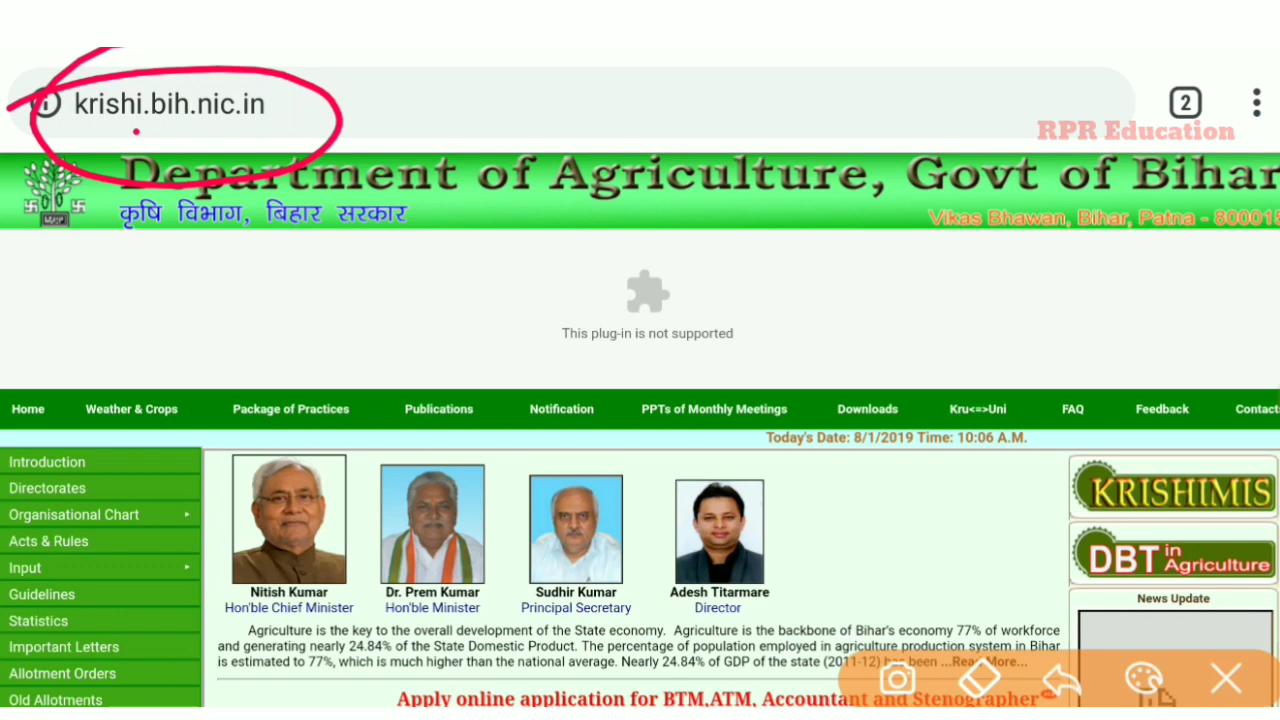 krishi.bih.nic.in
2
RPR Education
Department of Agriculture, Govt of Bihar
कृषि विभाग, बिहार सरकार
Vikas Bhawan, Bihar, Patna - 80001
This plug-in is not supported
Home Weather & Crops Package of Practices Publications Notification PPTs of Monthly Meetings Downloads Kru<=>Uni FAQ Feedback Contact
Today's Date: 8/1/2019 Time: 10:06 A.M.
Introduction
Directorates
Organisational Chart
Acts & Rules
Input
Guidelines
Statistics
Important Letters
Allotment Orders
Old Allotments
Nitish Kumar Dr. Prem Kumar Sudhir Kumar Adesh Titarmare
Hon'ble Chief Minister Hon'ble Minister Principal Secretary Director
Agriculture is the key to the overall development of the State economy. Agriculture is the backbone of Bihar's economy 77% of workforce
and generating nearly 24.84% of the State Domestic Product. The percentage of population employed in agriculture production system in Bihar
is estimated to 77%, which is much higher than the national average. Nearly 24.84% of GDP of the state (2011-12) has been ...Read More...
Apply online application for BTM,ATM, Accountant and Stenographer
KRISHIMIS
DBT in Agriculture
News Update